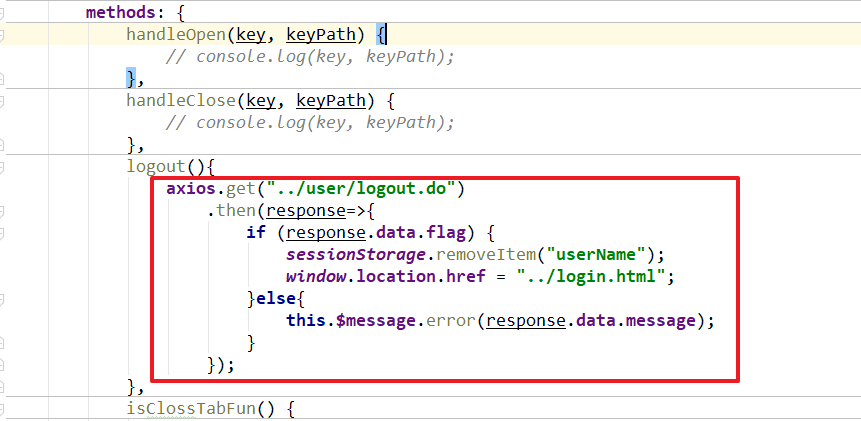 methods: {
handleOpen(key, keyPath) {
// console.log(key, keyPath);
},
handleClose(key, keyPath) {
// console.log(key, keyPath);
},
logout(){
axios.get("../user/logout.do")
.then(response=>{
if (response.data.flag) {
sessionStorage.removeItem("userName");
window.location.href = "../login.html";
}else{
this.$message.error(response.data.message);
}
});
},
isClossTabFun() {